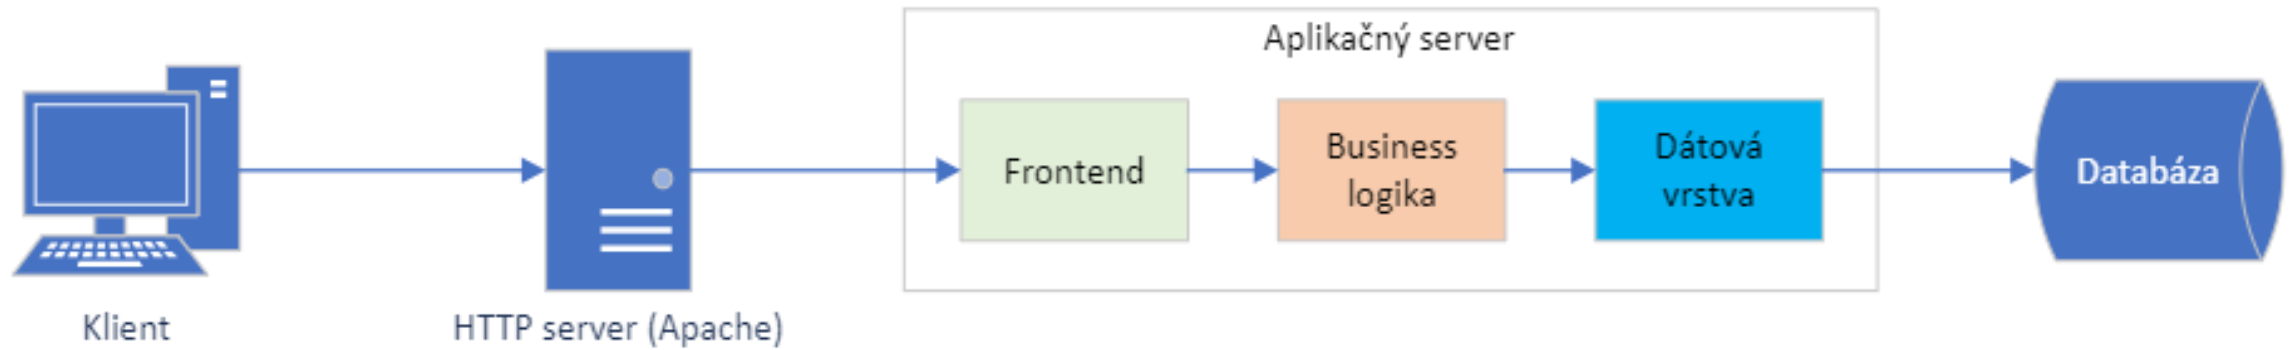 Aplikačný server
Frontend
Business
logika
Dátová
vrstva
Databáza
Klient
HTTP server (Apache)